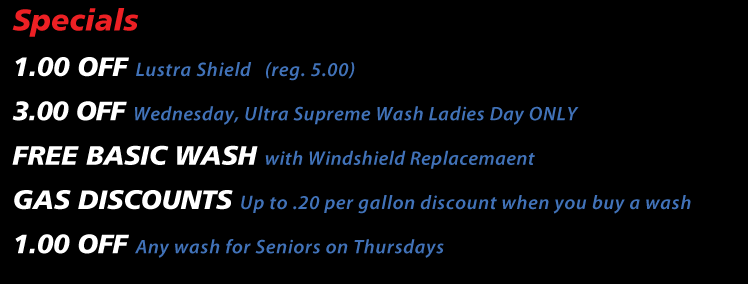 Specials
1.00 OFF Lustra Shield (reg. 5.00)
3.00 OFF Wednesday, Ultra Supreme Wash Ladies Day ONLY
FREE BASIC WASH with Windshield Replacemaent
GAS DISCOUNTS Up to .20 per gallon discount when you buy a wash
1.00 OFF Any wash for Seniors on Thursdays